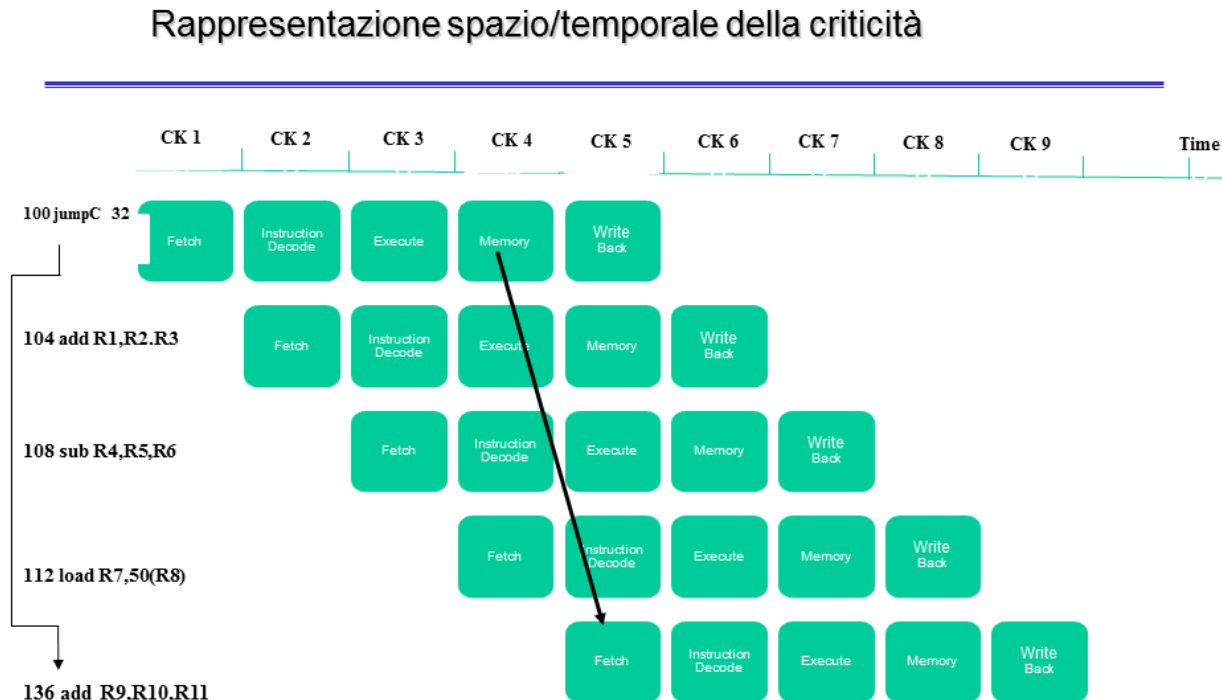 Rappresentazione spazio/temporale della criticità
CK 1 CK 2 CK 3 CK 4 CK 5 CK 6 CK 7 CK 8 CK 9 Time
100 jumpC 32
Fetch
Instruction
Decode
Execute
Memory
Write
Back
104 add R1,R2.R3
Fetch
Instruction
Decode
Execute
Memory
Write
Back
108 sub R4,R5,R6
Fetch
Instruction
Decode
Execute
Memory
Write
Back
112 load R7,50(R8)
Fetch
Instruction
Decode
Execute
Memory
Write
Back
136 add R9,R10,R11
Fetch
Instruction
Decode
Execute
Memory
Write
Back